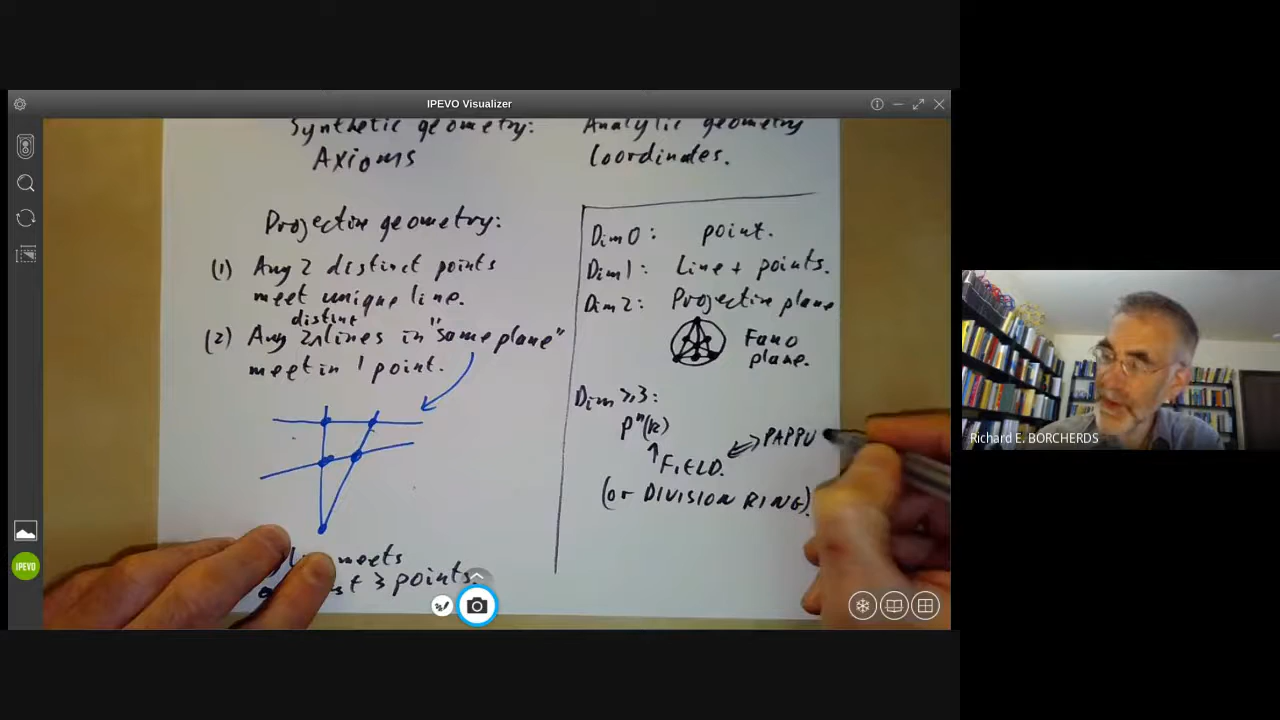 IPEVO Visualizer
Synthetic geometry:
Axioms
Analytic geometry
Coordinates.
Projective geometry:
(1) Any 2 distinct points
meet unique line.
distinct
(2) Any 2 lines in "same plane"
meet in 1 point.
meets
3 points.
Dim 0: point.
Dim 1: Line + points.
Dim 2: Projective plane
Fano
plane.
Dim ≥3:
Pⁿ(k)
↑ FIELD. ⟷ PAPPU
(or DIVISION RING).
IPEVO
Richard E. BORCHERDS